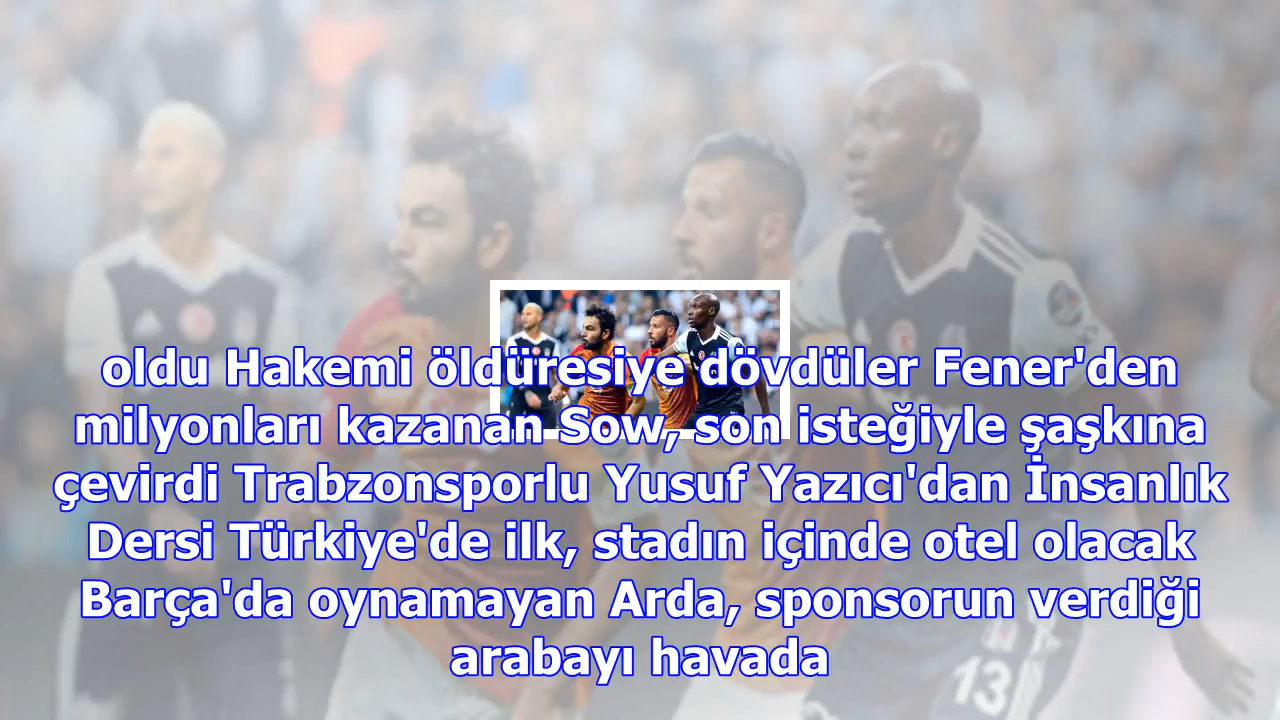 oldu Hakemi öldüresiye dövdüler Fener'den
milyonları kazanan Sow, son isteğiyle şaşkına
çevirdi Trabzonsporlu Yusuf Yazıcı'dan İnsanlık
Dersi Türkiye'de ilk, stadın içinde otel olacak
Barça'da oynamayan Arda, sponsorun verdiği
arabayı havada
13